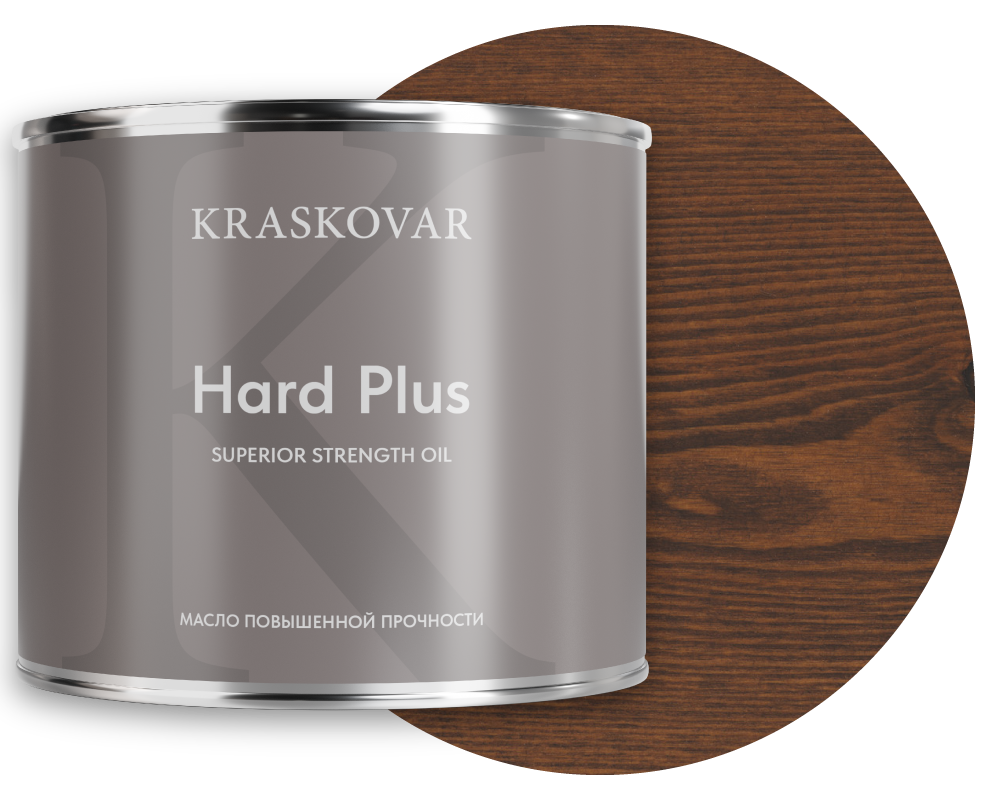 KRASKOVAR
Hard Plus
SUPERIOR STRENGTH OIL
МАСЛО ПОВЫШЕННОЙ ПРОЧНОСТИ